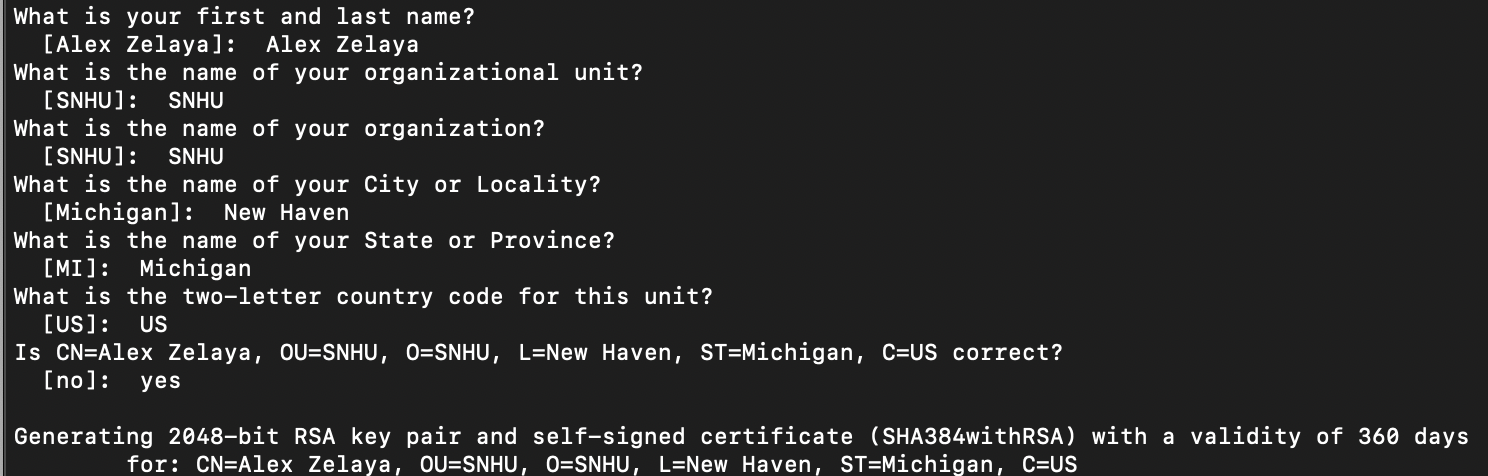 What is your first and last name?
[Alex Zelaya]:  Alex Zelaya
What is the name of your organizational unit?
[SNHU]:  SNHU
What is the name of your organization?
[SNHU]:  SNHU
What is the name of your City or Locality?
[Michigan]:  New Haven
What is the name of your State or Province?
[MI]:  Michigan
What is the two-letter country code for this unit?
[US]:  US
Is CN=Alex Zelaya, OU=SNHU, O=SNHU, L=New Haven, ST=Michigan, C=US correct?
[no]:  yes
Generating 2048-bit RSA key pair and self-signed certificate (SHA384withRSA) with a validity of 360 days
for: CN=Alex Zelaya, OU=SNHU, O=SNHU, L=New Haven, ST=Michigan, C=US